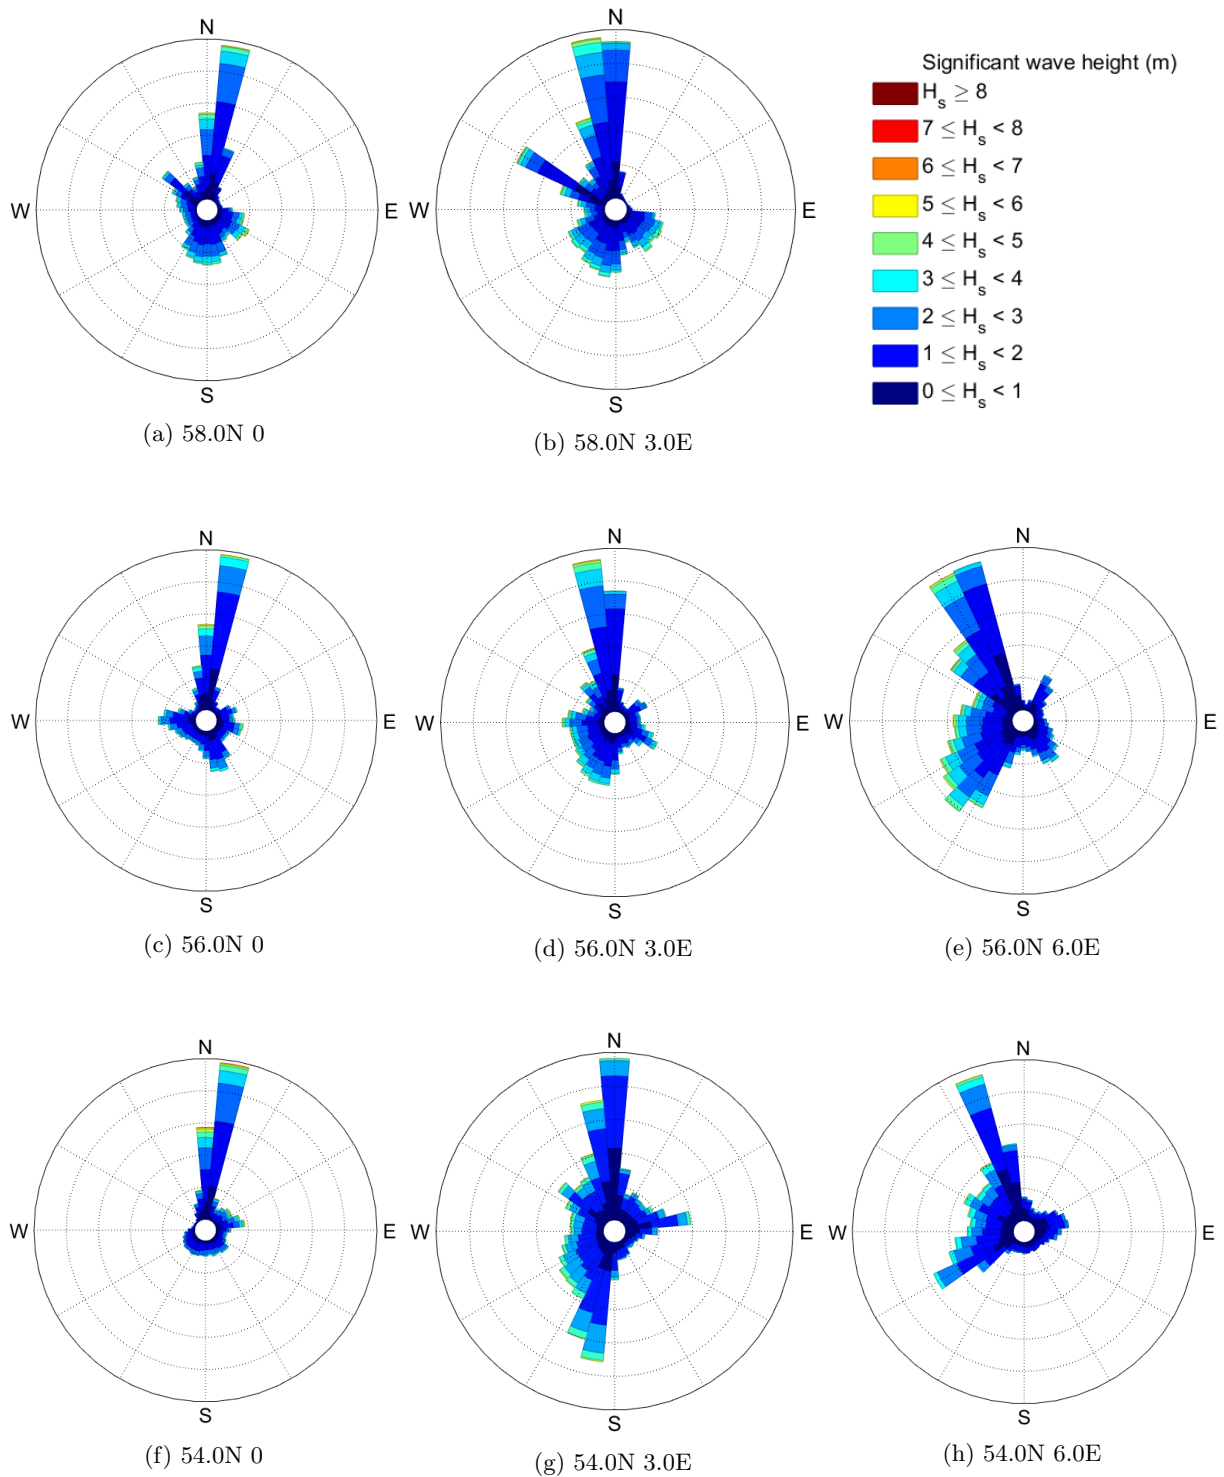 N
W
E
S
(a) 58.0N 0
N
W
E
S
(b) 58.0N 3.0E
Significant wave height (m)
H_s ≥ 8
7 ≤ H_s < 8
6 ≤ H_s < 7
5 ≤ H_s < 6
4 ≤ H_s < 5
3 ≤ H_s < 4
2 ≤ H_s < 3
1 ≤ H_s < 2
0 ≤ H_s < 1
N
W
E
S
(c) 56.0N 0
N
W
E
S
(d) 56.0N 3.0E
N
W
E
S
(e) 56.0N 6.0E
N
W
E
S
(f) 54.0N 0
N
W
E
S
(g) 54.0N 3.0E
N
W
E
S
(h) 54.0N 6.0E